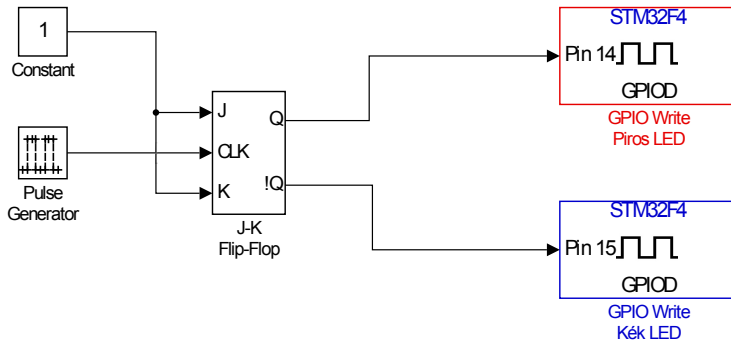 1
Constant
Pulse
Generator
J
CLK
K
Q
!Q
J-K
Flip-Flop
STM32F4
Pin 14
GPIOD
GPIO Write
Piros LED
STM32F4
Pin 15
GPIOD
GPIO Write
Kék LED